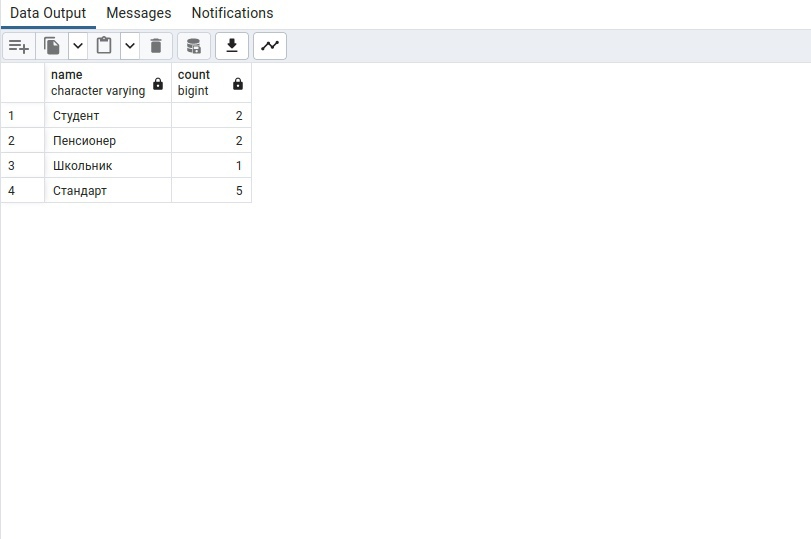 Data Output Messages Notifications
name count
character varying bigint
1 Студент 2
2 Пенсионер 2
3 Школьник 1
4 Стандарт 5